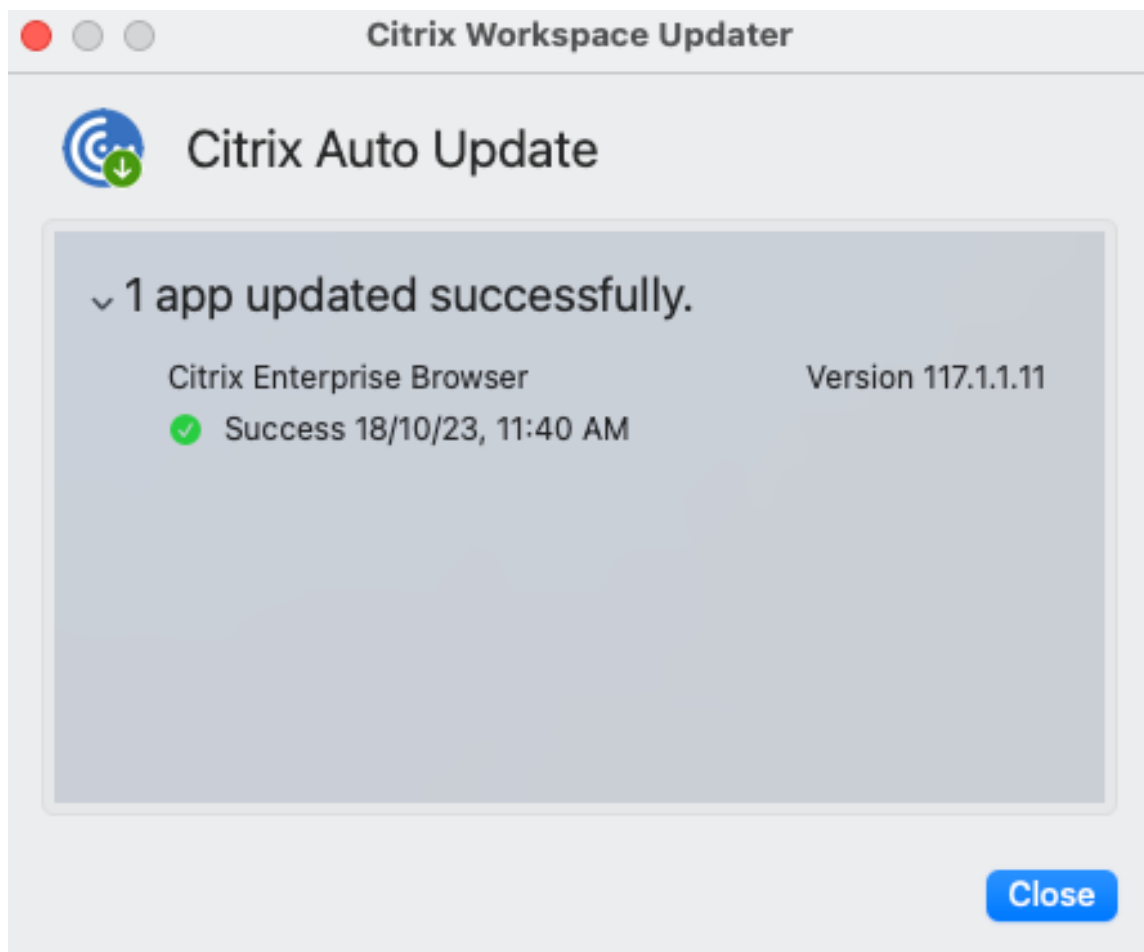 Citrix Workspace Updater
Citrix Auto Update
1 app updated successfully.
Citrix Enterprise Browser Version 117.1.1.11
Success 18/10/23, 11:40 AM
Close